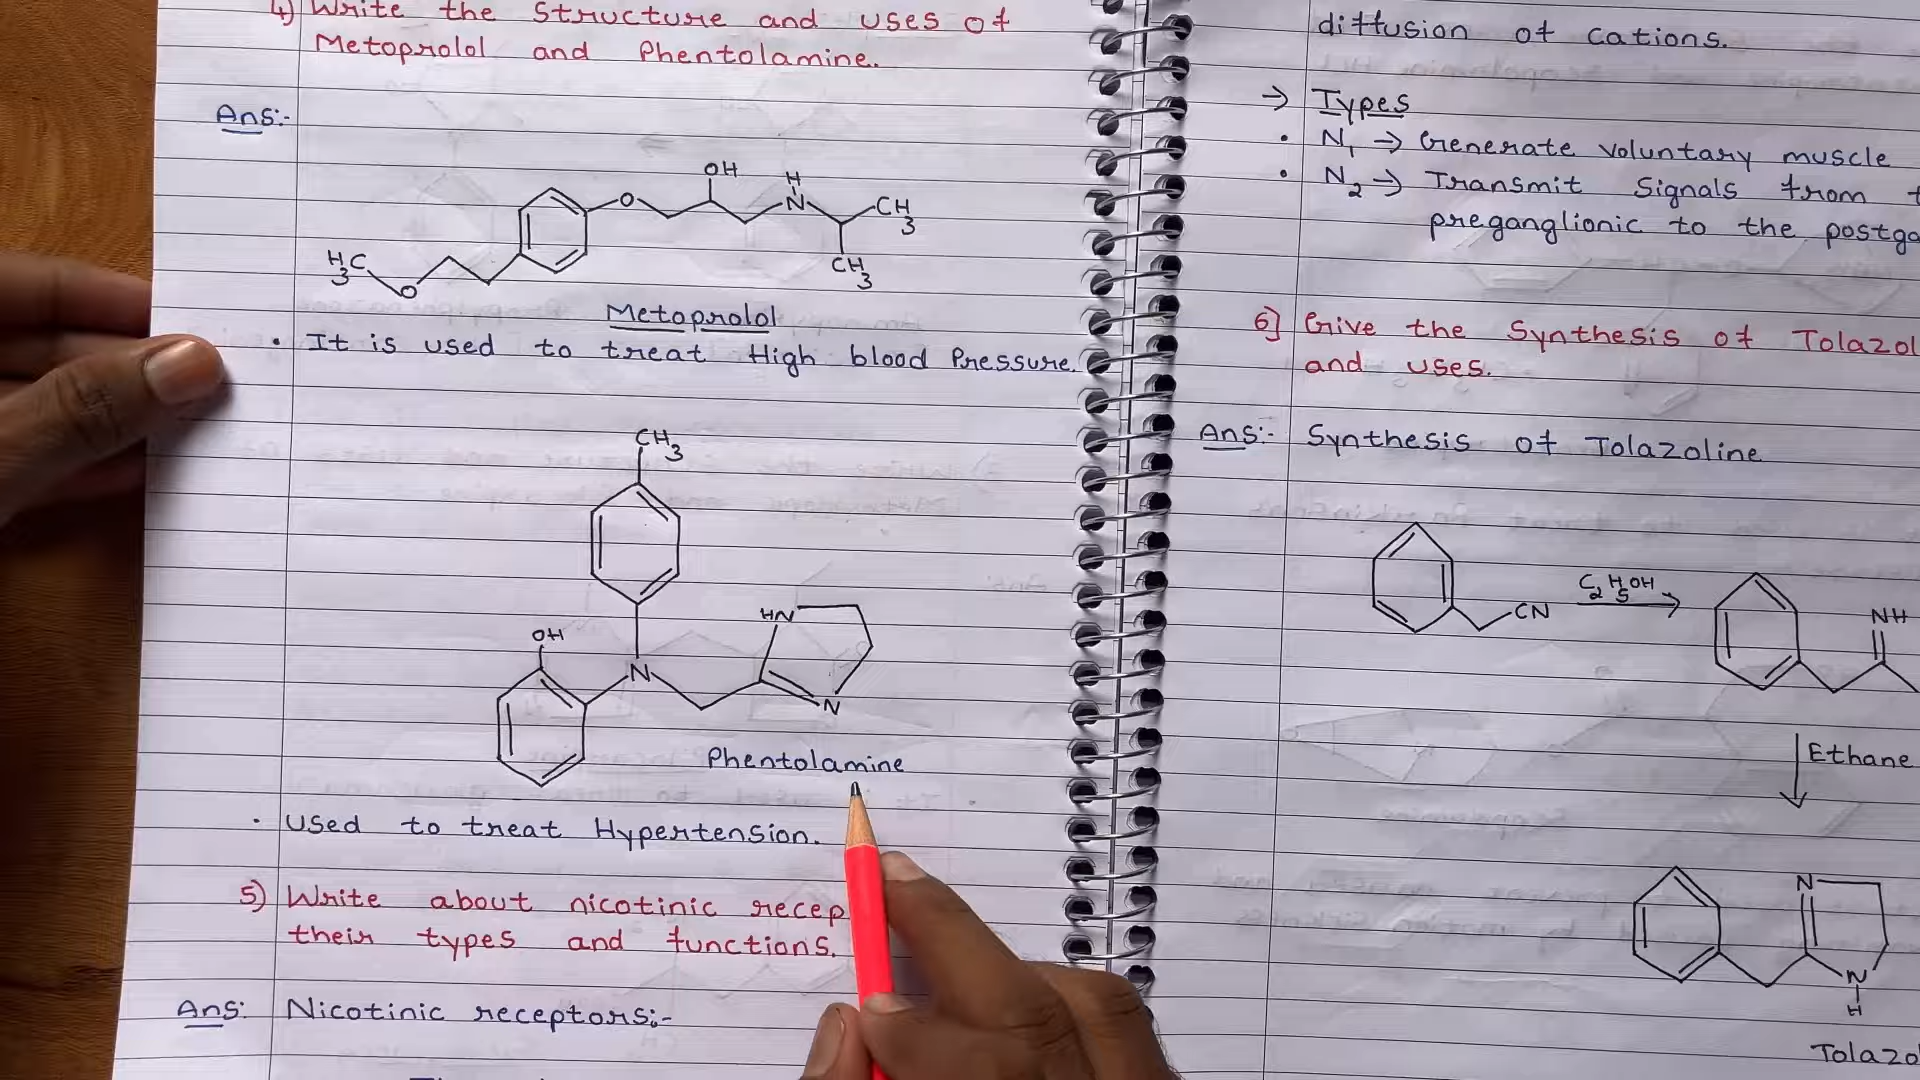 4) Write the Structure and uses of
Metoprolol and Phentolamine.
Ans:-
OH
H
N
O
CH3
CH3
H3C
O
Metoprolol
• It is used to treat High blood Pressure.
CH3
HN
OH
N
N
Phentolamine
• Used to treat Hypertension.
5) Write about nicotinic recep
their types and functions.
Ans: Nicotinic receptors:-
diffusion of cations.
→ Types
• N1 → Generate voluntary muscle
• N2 → Transmit Signals from
preganglionic to the postga
6] Give the Synthesis of Tolazol
and uses.
Ans:- Synthesis of Tolazoline
CN
C2H5OH
NH
Ethane
N
N
H
Tolazo